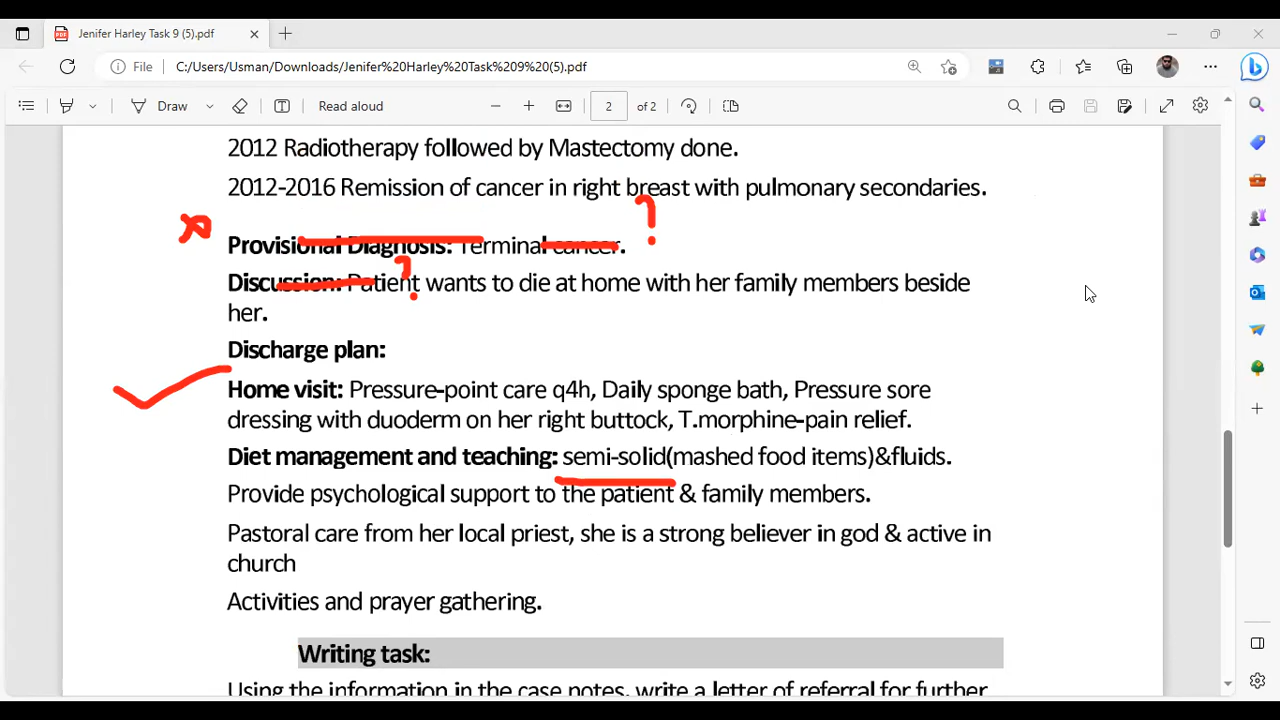 Jenifer Harley Task 9 (5).pdf
File C:/Users/Usman/Downloads/Jenifer%20Harley%20Task%209%20(5).pdf
Draw Read aloud 2 of 2
2012 Radiotherapy followed by Mastectomy done.
2012-2016 Remission of cancer in right breast with pulmonary secondaries.
?
Provisional Diagnosis: Terminal cancer.
?
Discussion: Patient wants to die at home with her family members beside
her.
Discharge plan:
Home visit: Pressure-point care q4h, Daily sponge bath, Pressure sore
dressing with duoderm on her right buttock, T.morphine-pain relief.
Diet management and teaching: semi-solid(mashed food items)&fluids.
Provide psychological support to the patient & family members.
Pastoral care from her local priest, she is a strong believer in god & active in
church
Activities and prayer gathering.
Writing task:
Using the information in the case notes, write a letter of referral for further